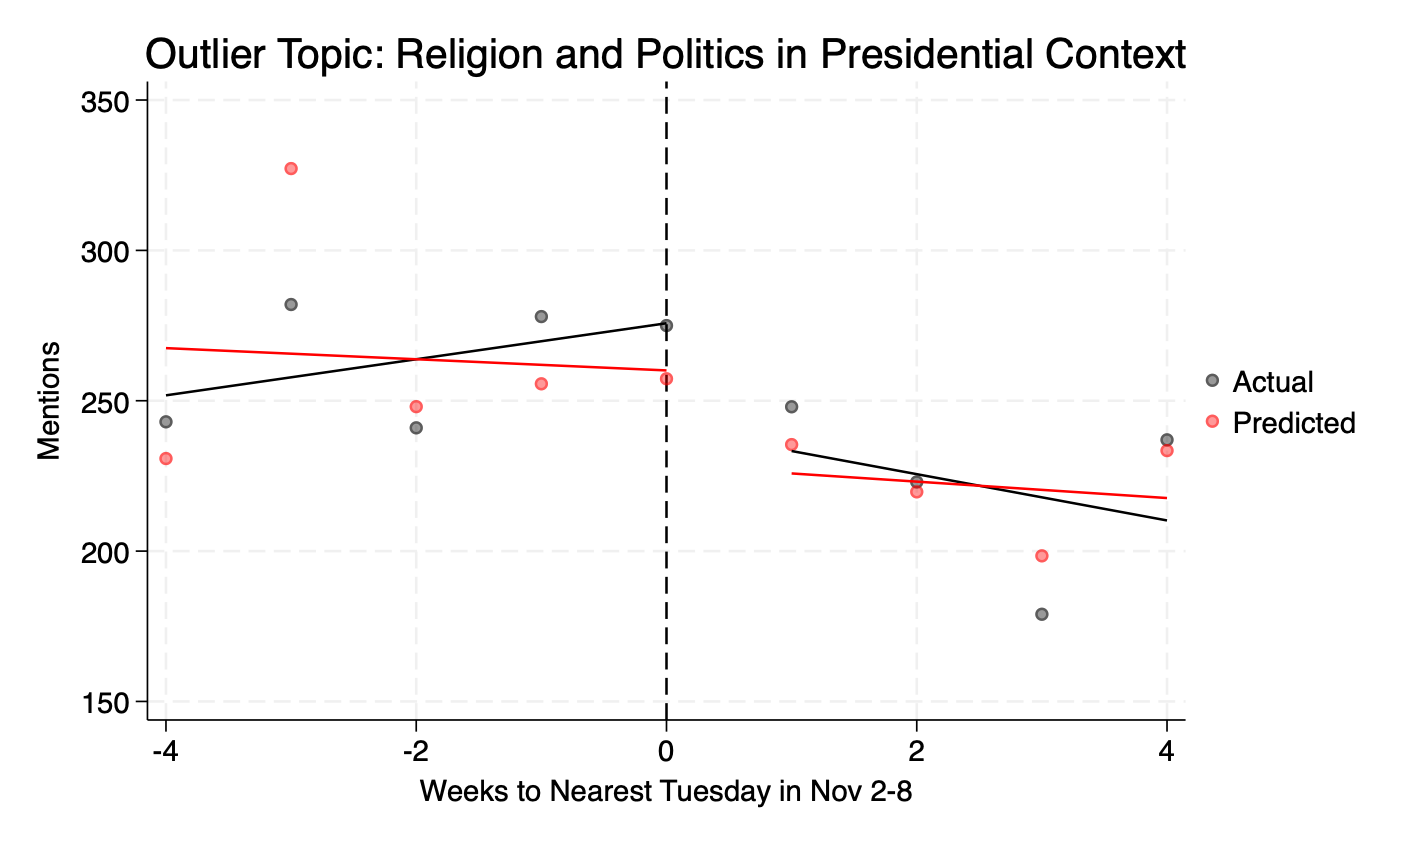 Outlier Topic: Religion and Politics in Presidential Context
350
300
250
200
150
Mentions
-4
-2
0
2
4
Weeks to Nearest Tuesday in Nov 2-8
Actual
Predicted